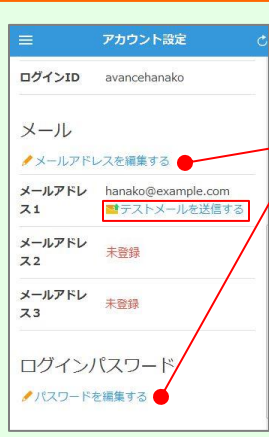 アカウント設定
ログインID avancehanako
メール
メールアドレスを編集する
メールアドレ hanako@example.com
ス1 テストメールを送信する
メールアドレ 未登録
ス2
メールアドレ 未登録
ス3
ログインパスワード
パスワードを編集する